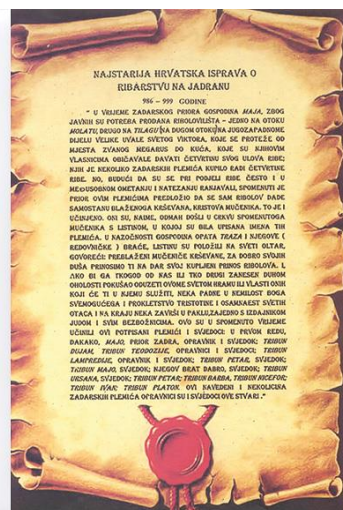 NAJSTARIJA HRVATSKA ISPRAVA O
RIBARSTVU NA JADRANU
986 - 999 GODINE
" U VRIJEME ZADARSKOG PRIORA GOSPODINA MAJA, ZBOG
JAVNIH SU POTREBA PRODANA RIHOLOVIŠTA - JEDNO NA OTOKU
MOLATU, DRUGO NA TILAGU NA DUGOM OTOKU NA JUGOZAPADNOME
DIJELU VELIKE UVALE SVETOG VIKTORA, KOJE SE PROTEŽE OD
MJESTA ZVANOG MEGARUS DO KUĆA, KOJE SU NJIHOVIM
VLASNICIMA OBIČAVALE DAVATI ČETVRTINU SVOG ULOVA RIBE;
NJIH JE NEKOLIKO ZADARSKIH PLEMIĆA KUPILO RADI ČETVRTINE
RIBE. NO, BUDUĆI DA SU SE PRI PODJELI RIBE ČESTO U
MEĐUSOBNOM OMETANJU I NATEZANJU RANJAVALI, SPOMENUTI JE
PRIOR OVIM PLEMIĆIMA PREDLOŽIO DA SE SAM RIBOLOV DADE
SAMOSTANU BLAŽENOGA KRŠEVANA, KRISTOVA MUČENIKA. TO JE I
UČINJENO. ONI SU, NAIME, ODMAH DOŠLI U CRKVU SPOMENUTOGA
MUČENIKA S LISTINOM, U KOJOJ SU BILA UPISANA IMENA TIH
PLEMIĆA. U NAZOČNOSTI GOSPODINA OPATA TRAZE I NJEGOVE (
REDOVNIČKE ) BRAĆE, LISTINU SU POLOŽILI NA SVETI OLTAR,
GOVOREĆI: PREBLAŽENI MUČENIČE KRŠEVANE, ZA DOBRO SVOJIH
DUŠA PRINOSIMO TI NA DAR SVOJ KUPLJENI PRINOS RIBOLOVA. I,
AKO BI GA TKOGOD OD NAS ILI TKO DRUGI ZANESEN DUHOM
OHOLOSTI POKUŠAO ODUZETI OVOME SVETOM HRAMU ILI VLASTI ONIH
KOJI ĆE TI U NJEMU SLUŽITI, NEKA PADNE U NEMILOST BOGA
SVEMOGUĆEGA I PROKLETSTVO TRISTOTINE I OSAMNAEST SVETIH
OTACA I NA KRAJU NEKA ZAVRŠI U PAKLU, ZAJEDNO S IZDAJNIKOM
JUDOM I SVIM BEZBOŽNICIMA. OVO SU U SPOMENUTO VRIJEME
UČINILI OVI POTPISANI PLEMIĆI I SVJEDOCI: U PRVOM REDU,
DAKAKO, MAJO, PRIOR ZADRA, OPRAVNIK I SVJEDOK; TRIBUN
DUJAM, TRIBUN TEODOZIJE, OPRAVNICI I SVJEDOCI; TRIBUN
LAMPREDIJE, OPRAVNIK I SVJEDOK; TRIBUN PETAR, SVJEDOK;
MAJO, SVJEDOK; NJEGOV BRAT DABRO, SVJEDOK; TRIBUN
URSANA, SVJEDOK; TRIBUN PETAR; TRIBUN BARBA, TRIBUN NICEFOR;
TRIBUN IVAR; TRIBUN PLATON. OVI NAVEDENI I NEKOLICINA
ZADARSKIH PLEMIĆA OPRAVNICI SU I SVJEDOCI OVE STVARI ."